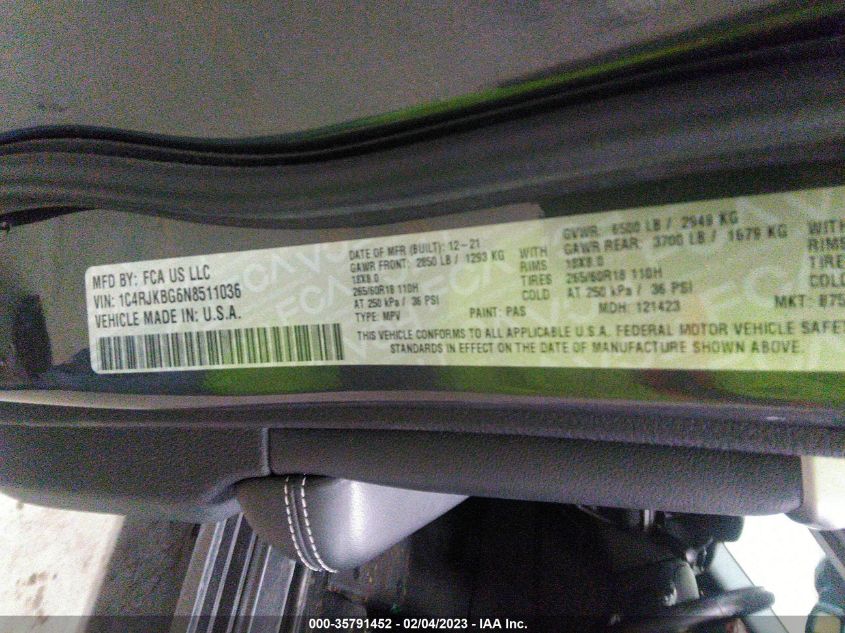 MFD BY: FCA US LLC
VIN: 1C4RJKBG6N8511036
VEHICLE MADE IN: U.S.A.
DATE OF MFR (BUILT): 12-21
GAWR FRONT: 2850 LB / 1293 KG
18X8.0
265/60R18 110H
AT 250 kPa / 36 PSI
TYPE: MPV
PAINT: PAS
WITH
RIMS
TIRES
COLD
GVWR: 6500 LB / 2949 KG
GAWR REAR: 3700 LB / 1678 KG
18X8.0
265/60R18 110H
AT 250 kPa / 36 PSI
MDH: 121423
WITH
RIMS
TIRES
COLD
MKT:
THIS VEHICLE CONFORMS TO ALL APPLICABLE U.S.A. FEDERAL MOTOR VEHICLE SAFET
STANDARDS IN EFFECT ON THE DATE OF MANUFACTURE SHOWN ABOVE.
000-35791452 - 02/04/2023 - IAA Inc.